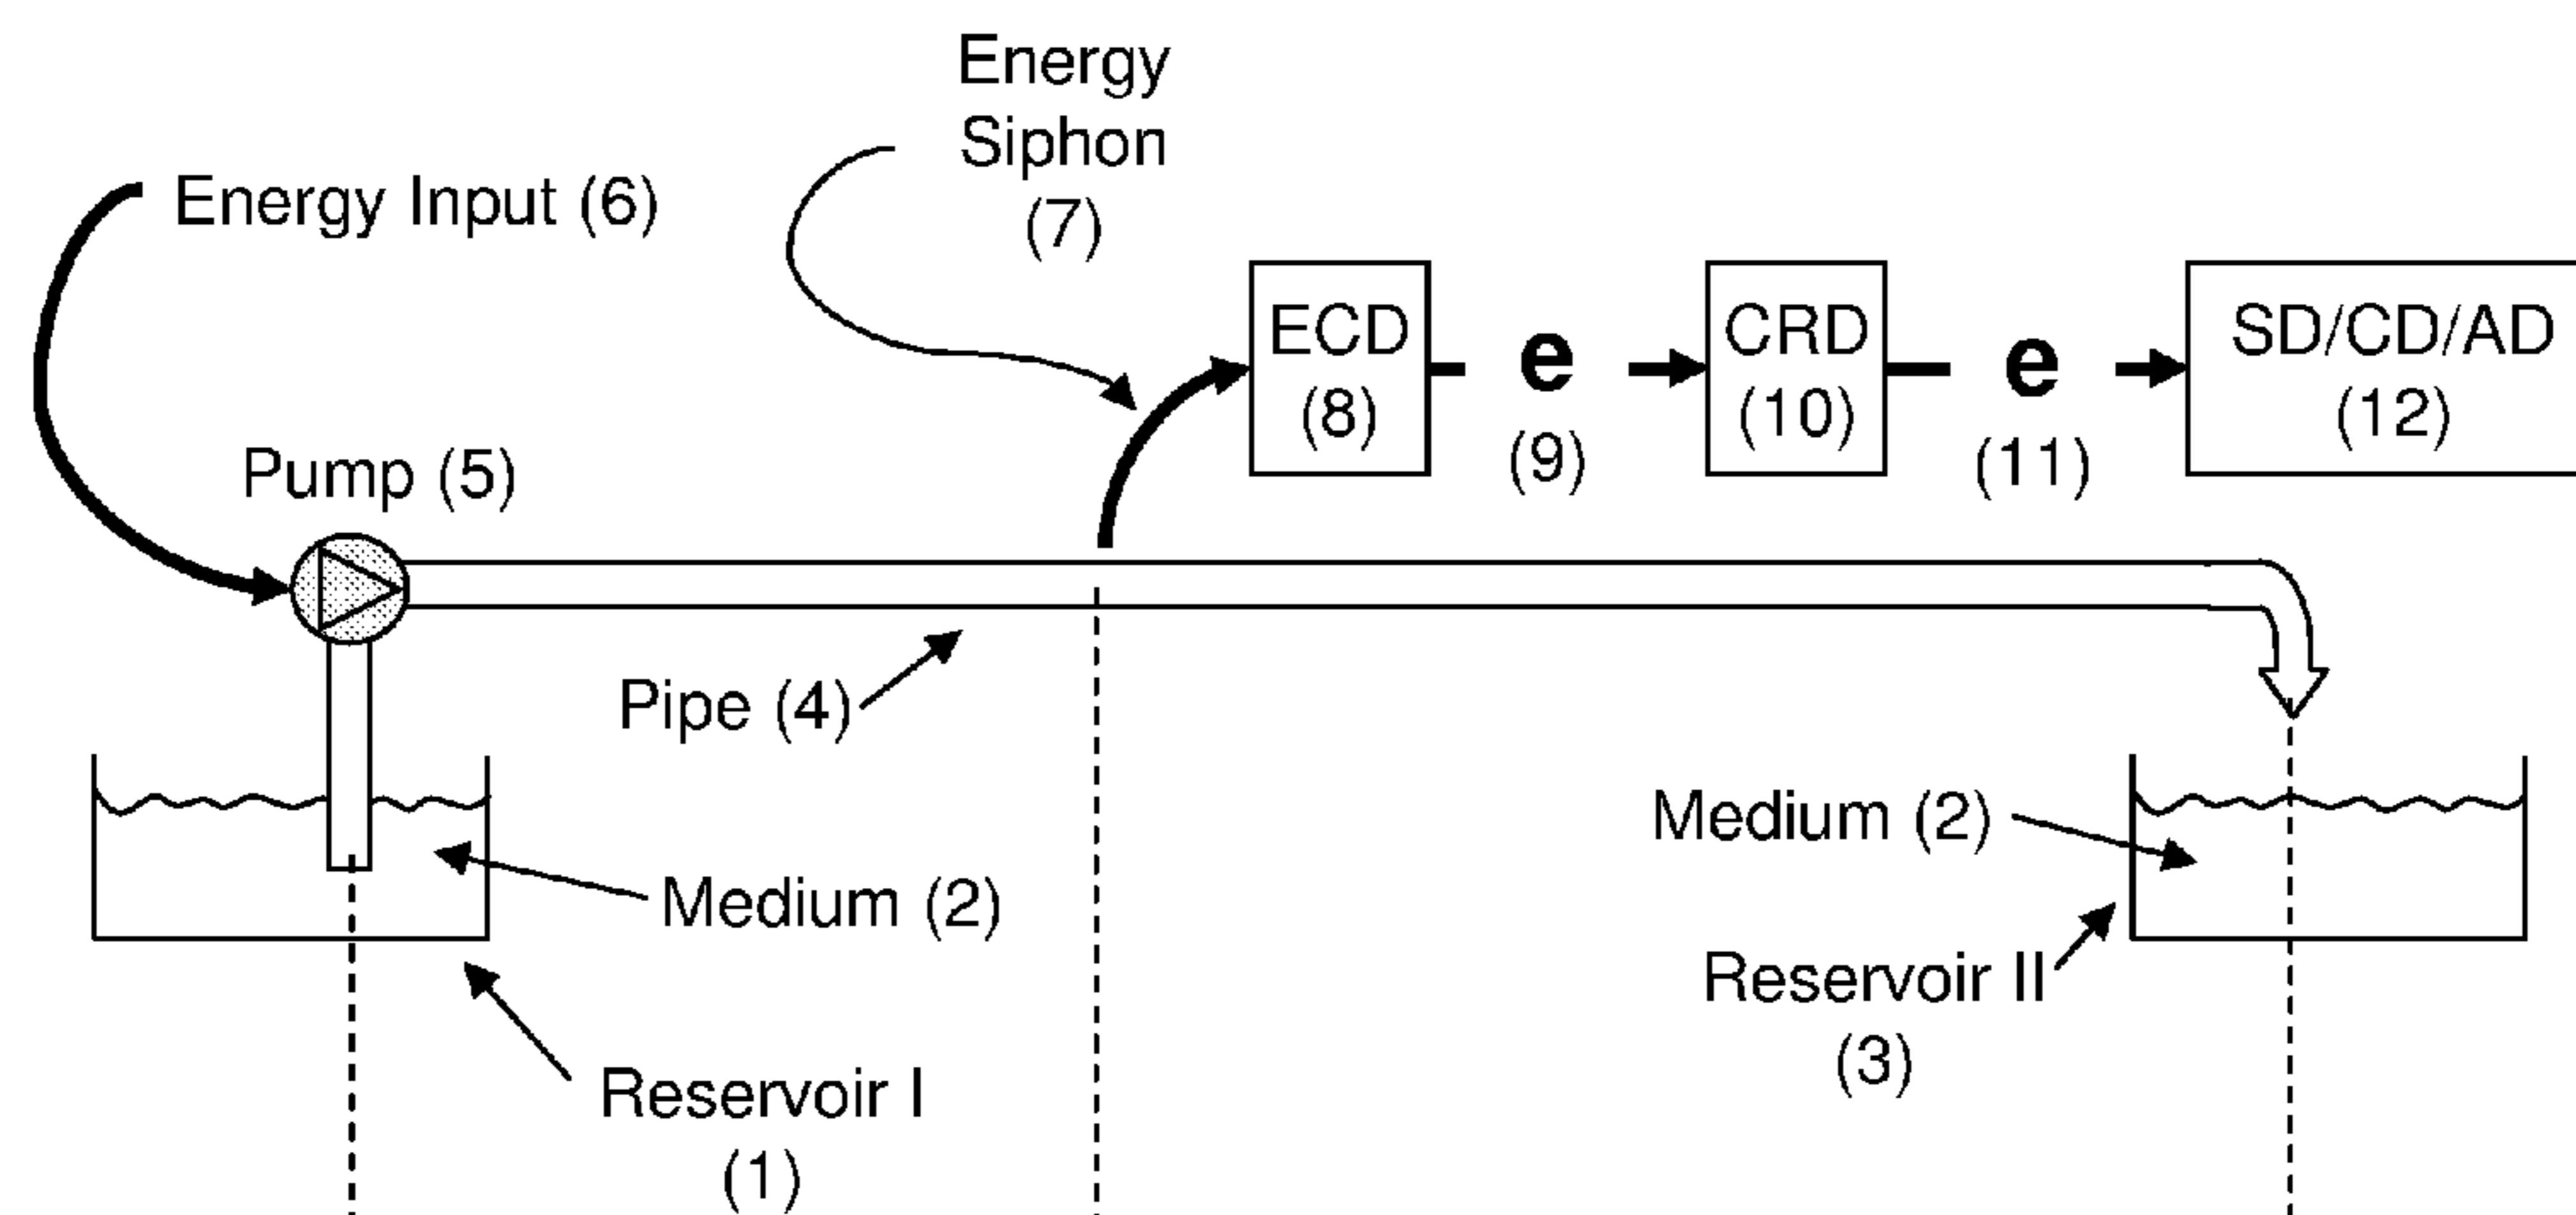 Energy
Siphon
(7)
Energy Input (6)
ECD
(8)
e
(9)
CRD
(10)
e
(11)
SD/CD/AD
(12)
Pump (5)
Pipe (4)
Medium (2)
Medium (2)
Reservoir II
(3)
Reservoir I
(1)